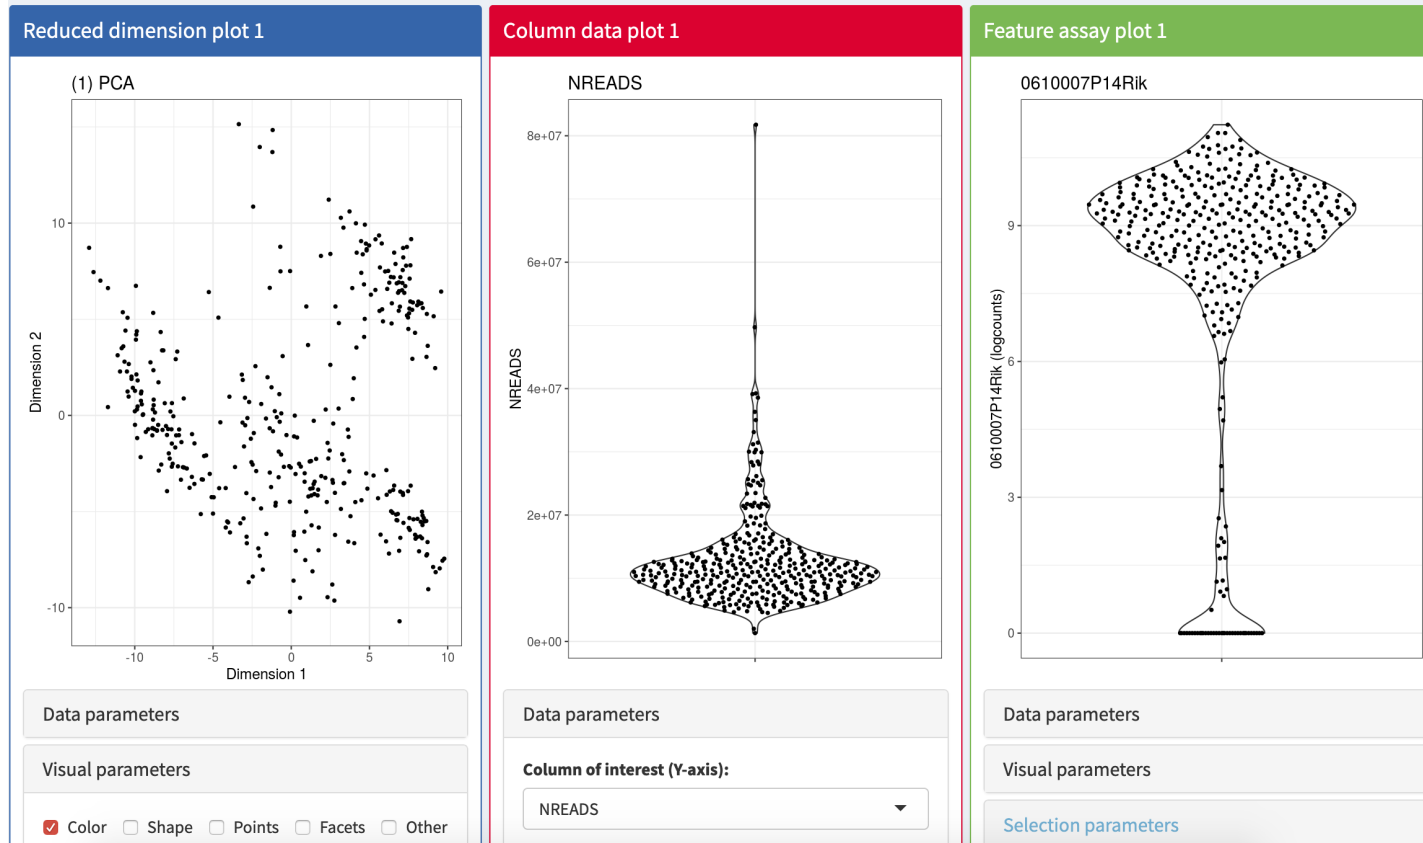 Reduced dimension plot 1
(1) PCA
Dimension 2
10
0
-10
-10 -5 0 5 10
Dimension 1
Data parameters
Visual parameters
Color Shape Points Facets Other
Column data plot 1
NREADS
NREADS
8e+07
6e+07
4e+07
2e+07
0e+00
Data parameters
Column of interest (Y-axis):
NREADS
Feature assay plot 1
0610007P14Rik
0610007P14Rik (logcounts)
9
6
3
0
Data parameters
Visual parameters
Selection parameters